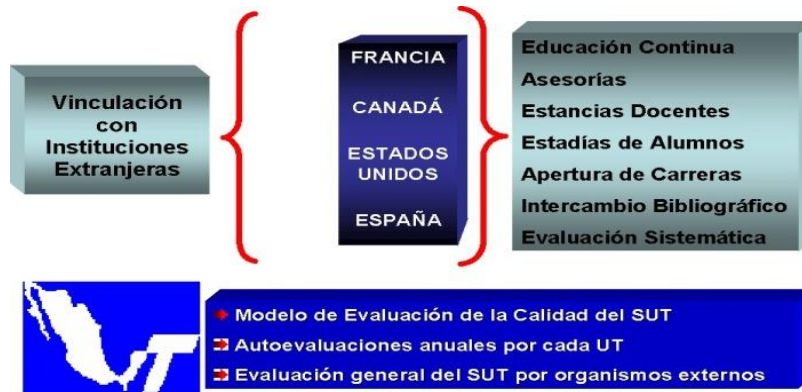 Vinculación
con
Instituciones
Extranjeras
FRANCIA
CANADÁ
ESTADOS
UNIDOS
ESPAÑA
Educación Continua
Asesorías
Estancias Docentes
Estadías de Alumnos
Apertura de Carreras
Intercambio Bibliográfico
Evaluación Sistemática
Modelo de Evaluación de la Calidad del SUT
Autoevaluaciones anuales por cada UT
Evaluación general del SUT por organismos externos